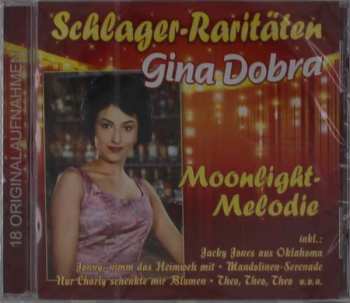 Schlager-Raritäten
Gina Dobra
18 ORIGINALAUFNAHMEN
Moonlight-
Melodie
inkl.:
Jacky Jones aus Oklahoma
Jonny, nimm das Heimweh mit • Mandolinen-Serenade
Nur Charly schenkte mir Blumen • Theo, Theo, Theo u.v.a.